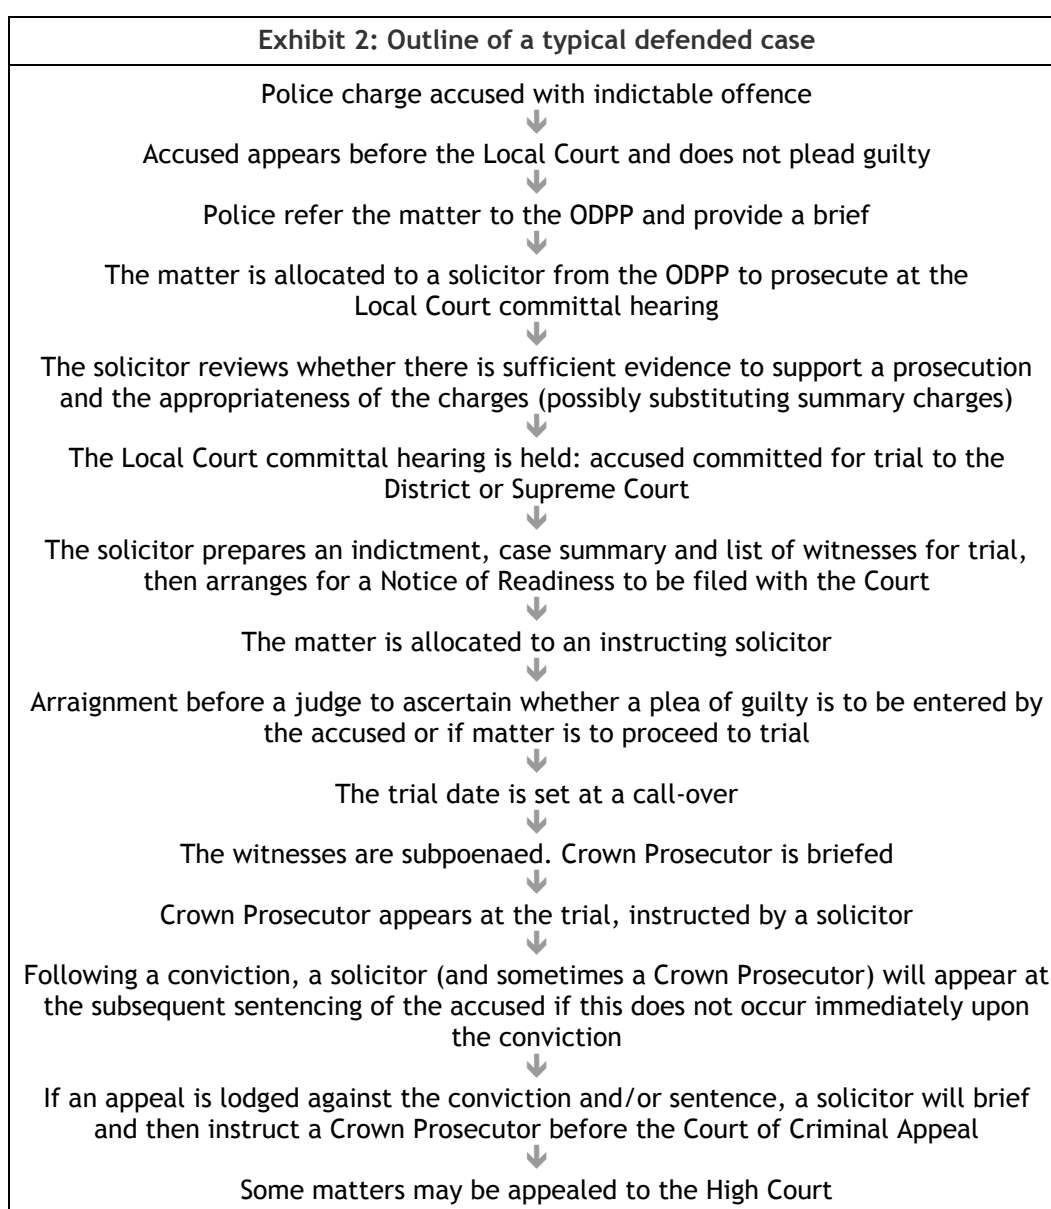 Exhibit 2: Outline of a typical defended case
Police charge accused with indictable offence
Accused appears before the Local Court and does not plead guilty
Police refer the matter to the ODPP and provide a brief
The matter is allocated to a solicitor from the ODPP to prosecute at the
Local Court committal hearing
The solicitor reviews whether there is sufficient evidence to support a prosecution
and the appropriateness of the charges (possibly substituting summary charges)
The Local Court committal hearing is held: accused committed for trial to the
District or Supreme Court
The solicitor prepares an indictment, case summary and list of witnesses for trial,
then arranges for a Notice of Readiness to be filed with the Court
The matter is allocated to an instructing solicitor
Arraignment before a judge to ascertain whether a plea of guilty is to be entered by
the accused or if matter is to proceed to trial
The trial date is set at a call-over
The witnesses are subpoenaed. Crown Prosecutor is briefed
Crown Prosecutor appears at the trial, instructed by a solicitor
Following a conviction, a solicitor (and sometimes a Crown Prosecutor) will appear at
the subsequent sentencing of the accused if this does not occur immediately upon
the conviction
If an appeal is lodged against the conviction and/or sentence, a solicitor will brief
and then instruct a Crown Prosecutor before the Court of Criminal Appeal
Some matters may be appealed to the High Court